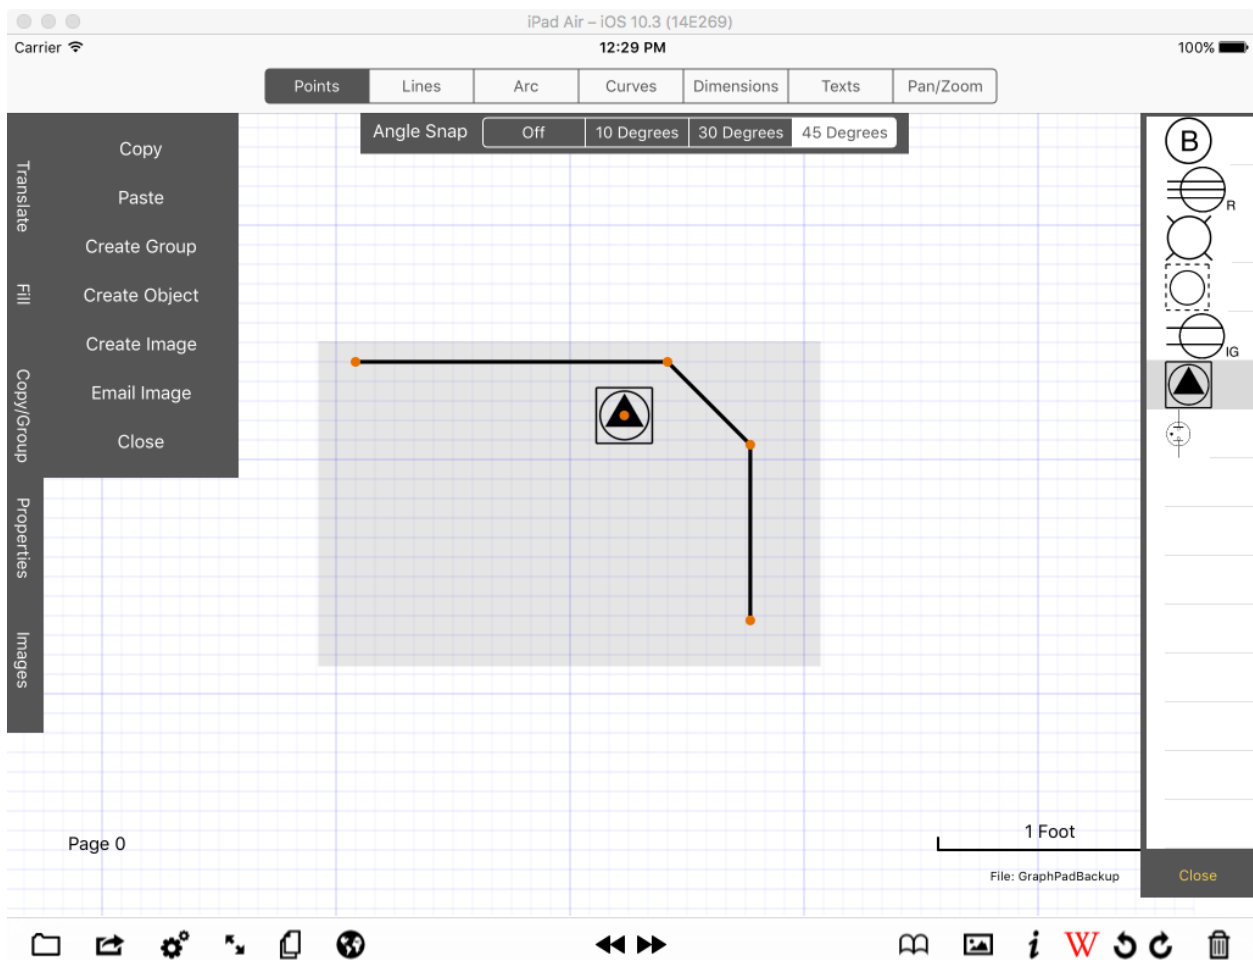 iPad Air – iOS 10.3 (14E269)
Carrier 12:29 PM 100%
Points Lines Arc Curves Dimensions Texts Pan/Zoom
Angle Snap Off 10 Degrees 30 Degrees 45 Degrees
Translate
Fill
Copy/Group
Properties
Images
Copy
Paste
Create Group
Create Object
Create Image
Email Image
Close
B
R
IG
Page 0
1 Foot
File: GraphPadBackup
Close
i W